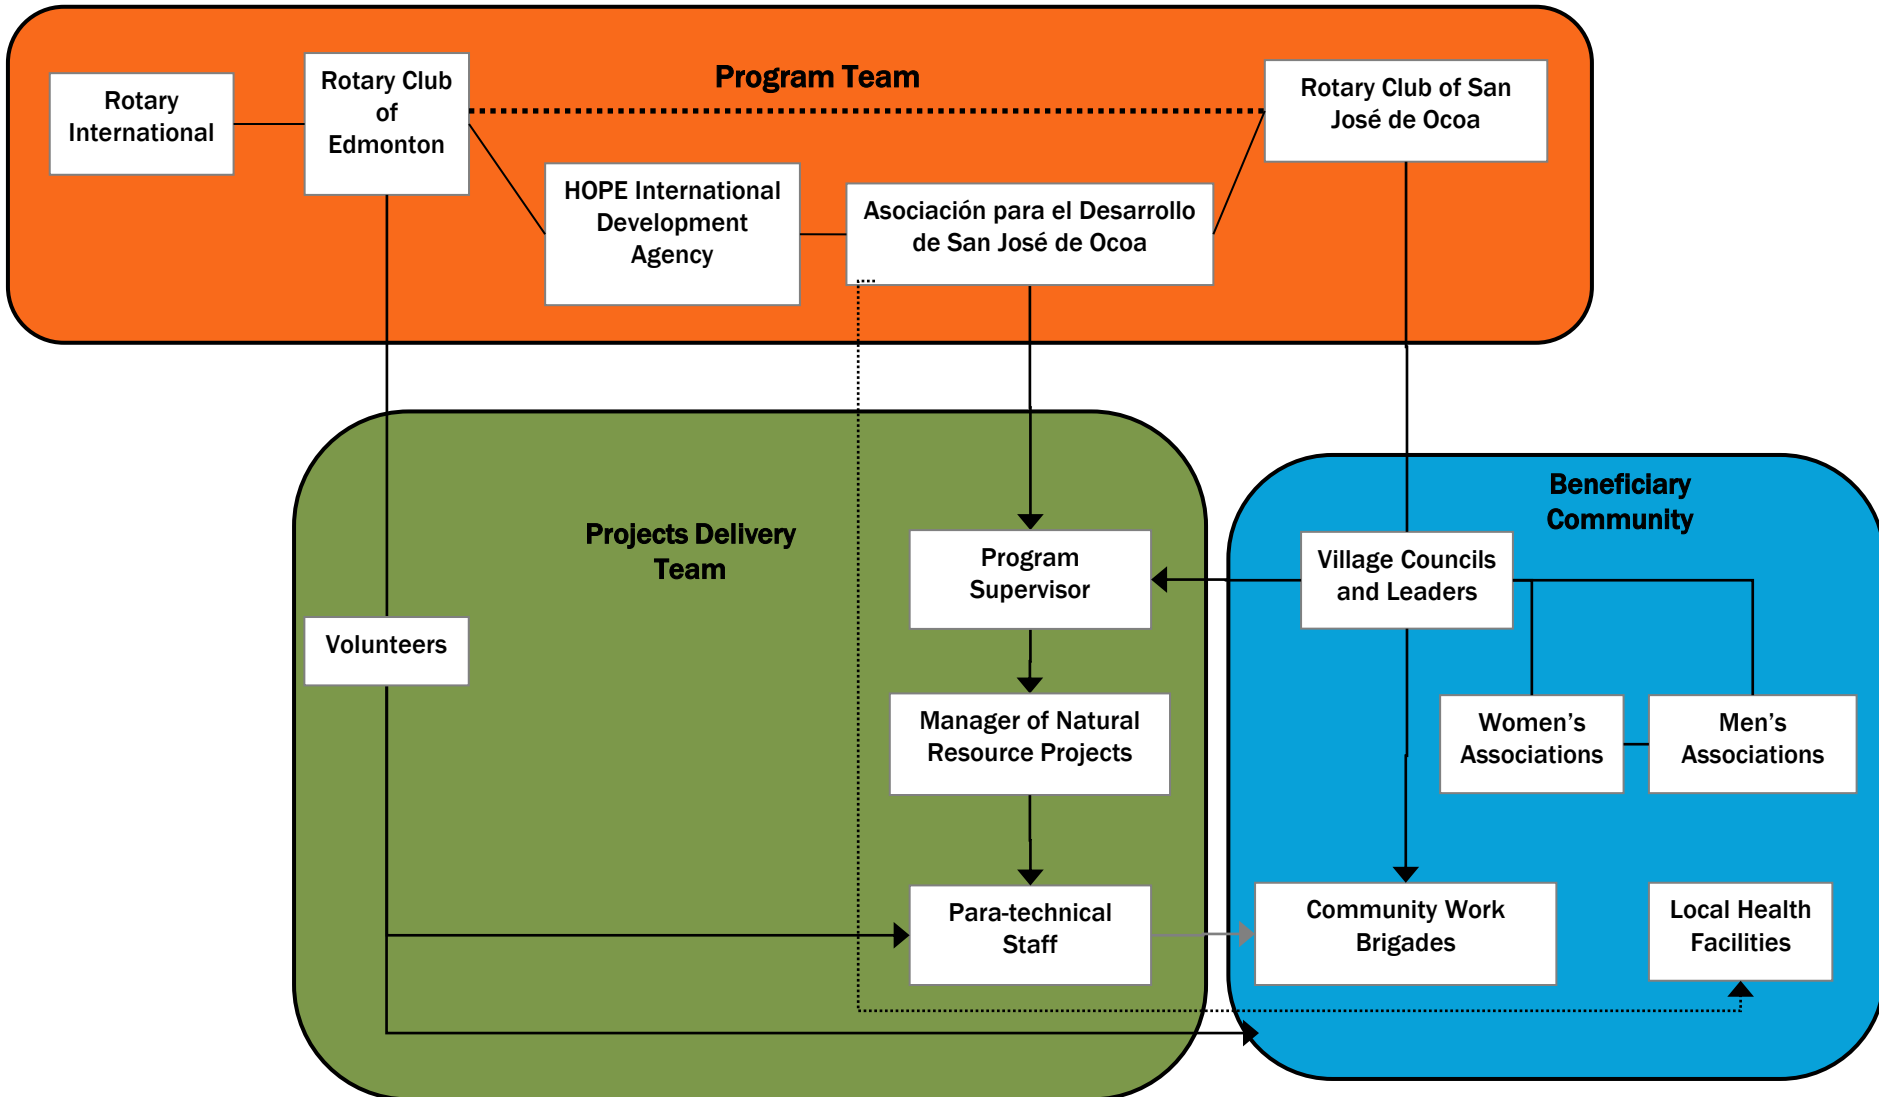 Program Team
Rotary
International
Rotary Club
of
Edmonton
HOPE International
Development
Agency
Asociación para el Desarrollo
de San José de Ocoa
Rotary Club of San
José de Ocoa
Projects Delivery
Team
Volunteers
Program
Supervisor
Manager of Natural
Resource Projects
Para-technical
Staff
Beneficiary
Community
Village Councils
and Leaders
Women’s
Associations
Men’s
Associations
Community Work
Brigades
Local Health
Facilities